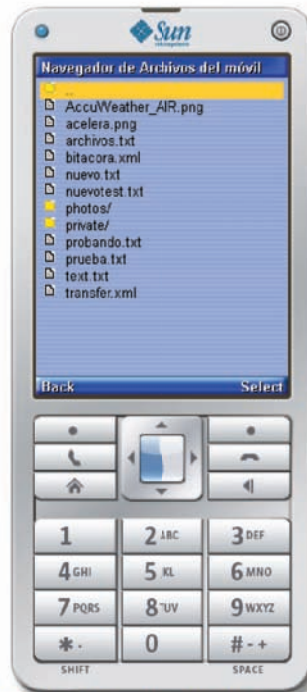 Sun
microsystems
Navegador de Archivos del móvil
..
AccuWeather_AIR.png
acelera.png
archivos.txt
bitacora.xml
nuevo.txt
nuevotest.txt
photos/
private/
probando.txt
prueba.txt
text.txt
transfer.xml
Back Select
1 2 ABC 3 DEF
4 GHI 5 KL 6 MNO
7 PQRS 8 TUV 9 WXYZ
* . 0 # - +
SHIFT SPACE